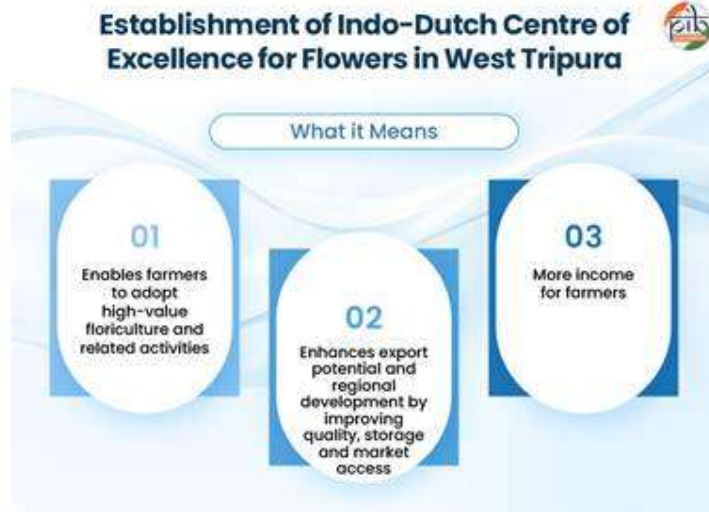 Establishment of Indo-Dutch Centre of
Excellence for Flowers in West Tripura
pib
What it Means
01
Enables farmers
to adopt
high-value
floriculture and
related activities
02
Enhances export
potential and
regional
development by
improving
quality, storage
and market
access
03
More income
for farmers